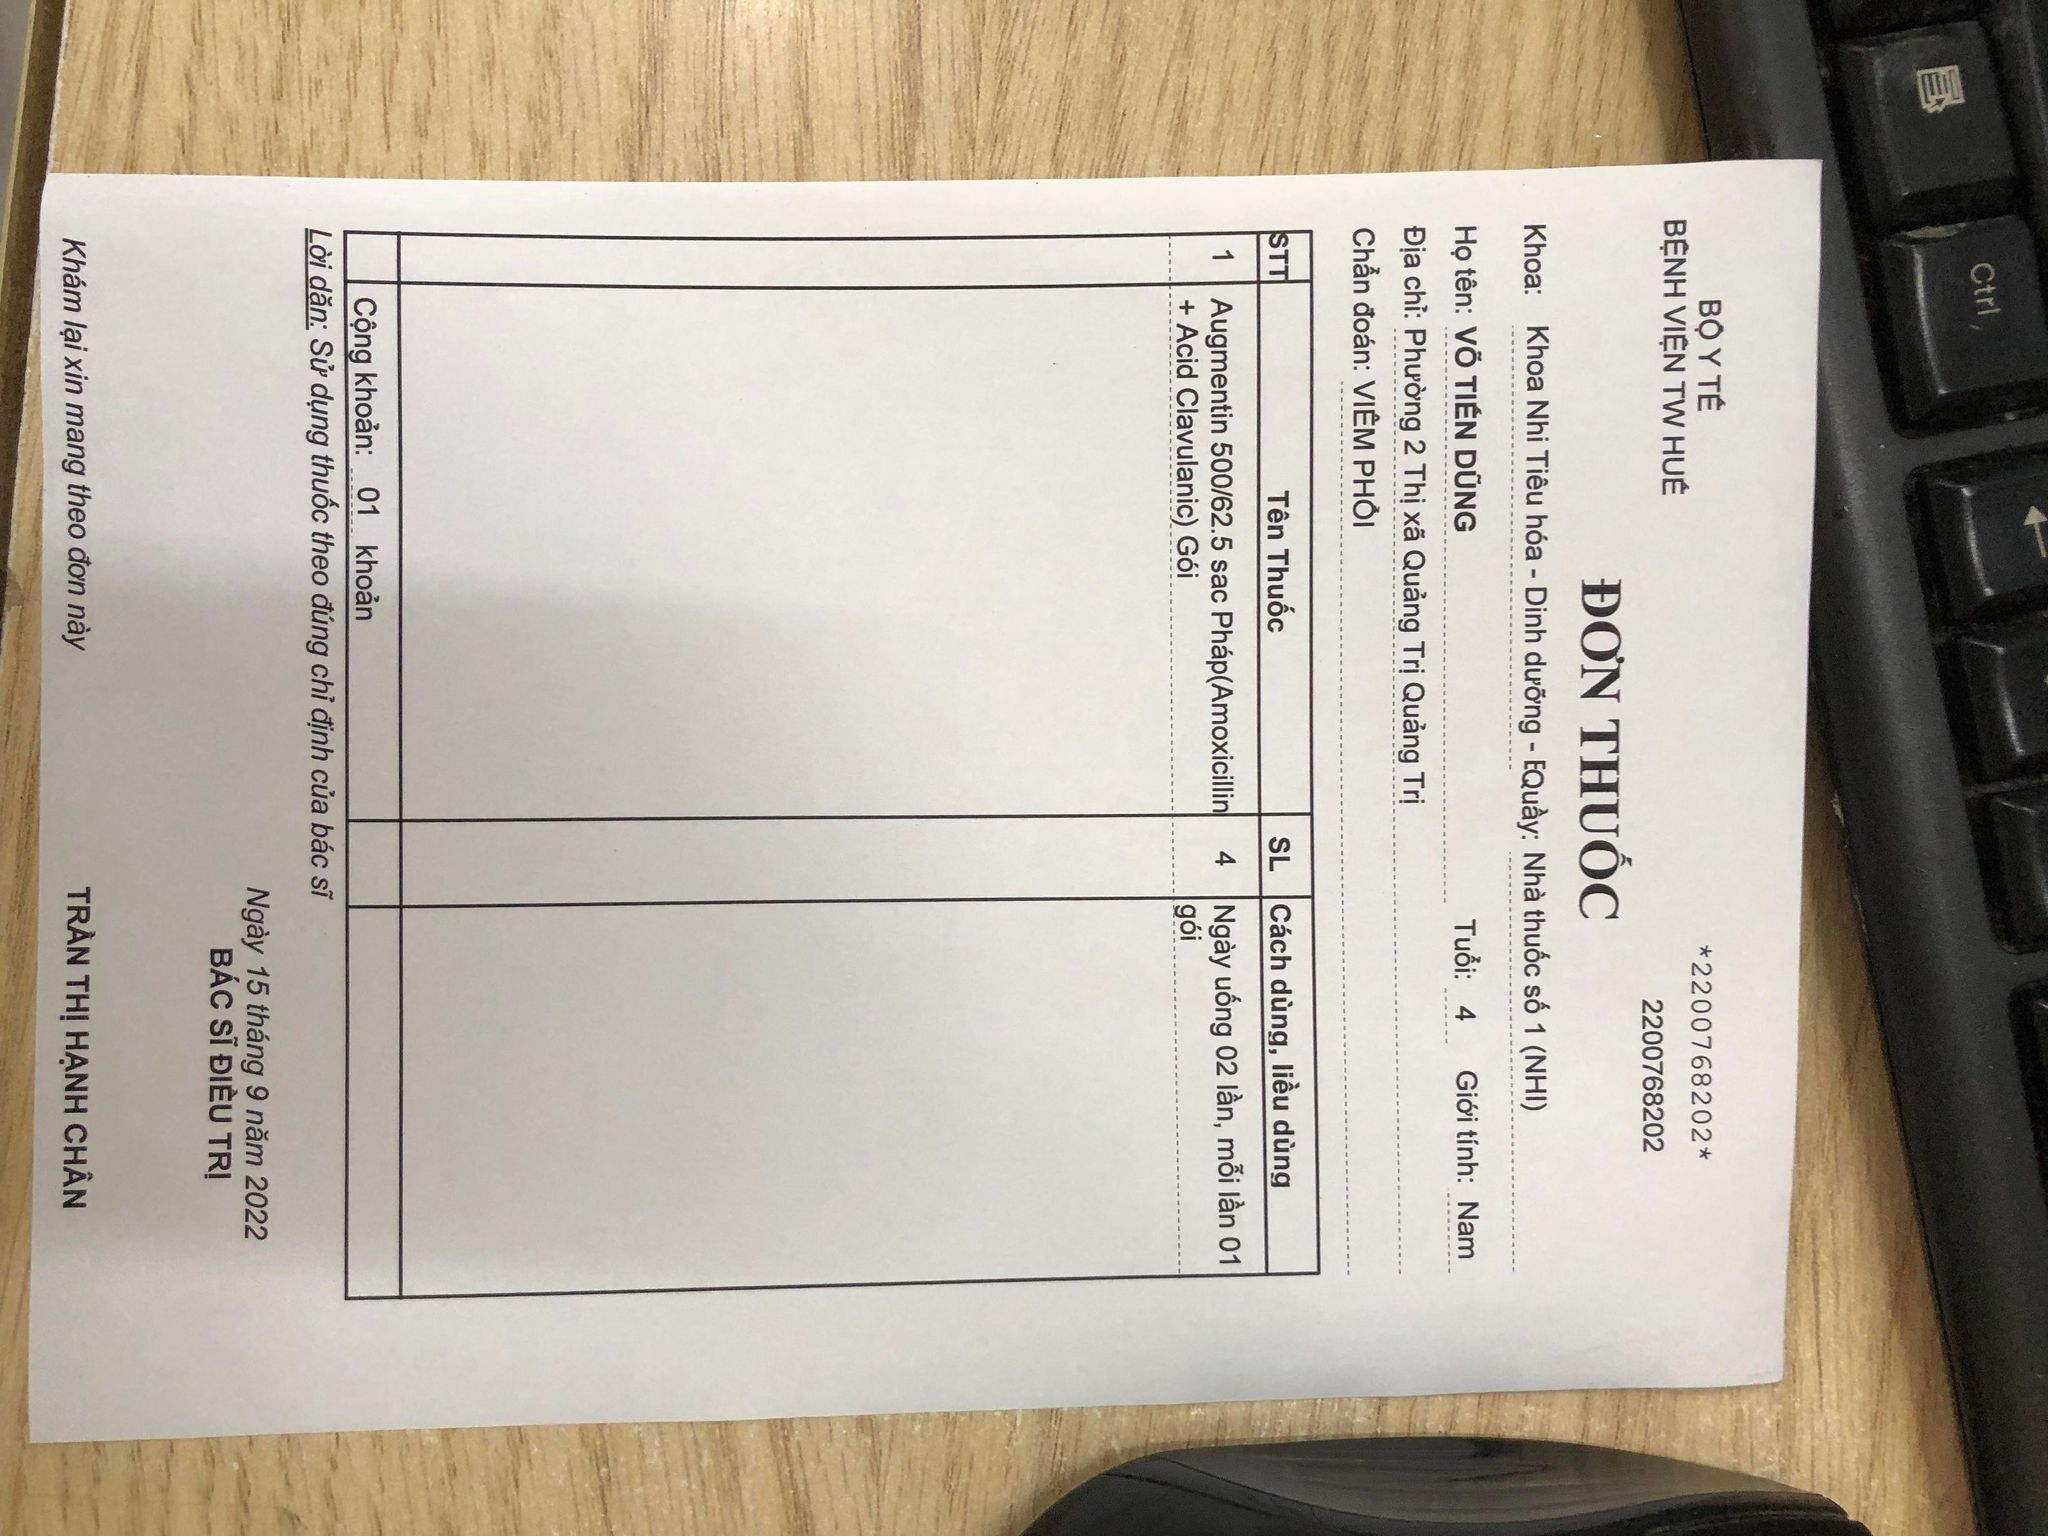 BỘ Y TẾ
BỆNH VIỆN TW HUẾ
*2200768202*
2200768202
ĐƠN THUỐC
Khoa: Khoa Nhi Tiêu hóa - Dinh dưỡng - EQuầy: Nhà thuốc số 1 (NHI)
Họ tên: VÕ TIẾN DŨNG Tuổi: 4 Giới tính: Nam
Địa chỉ: Phường 2 Thị xã Quảng Trị Quảng Trị
Chẩn đoán: VIÊM PHỔI
STT Tên Thuốc SL Cách dùng, liều dùng
1 Augmentin 500/62.5 sac Pháp(Amoxicillin 4 Ngày uống 02 lần, mỗi lần 01
+ Acid Clavulanic) Gói gói
Cộng khoản: 01 khoản
Lời dặn: Sử dụng thuốc theo đúng chỉ định của bác sĩ
Ngày 15 tháng 9 năm 2022
BÁC SĨ ĐIỀU TRỊ
Khám lại xin mang theo đơn này
TRẦN THỊ HẠNH CHÂN
Ctrl